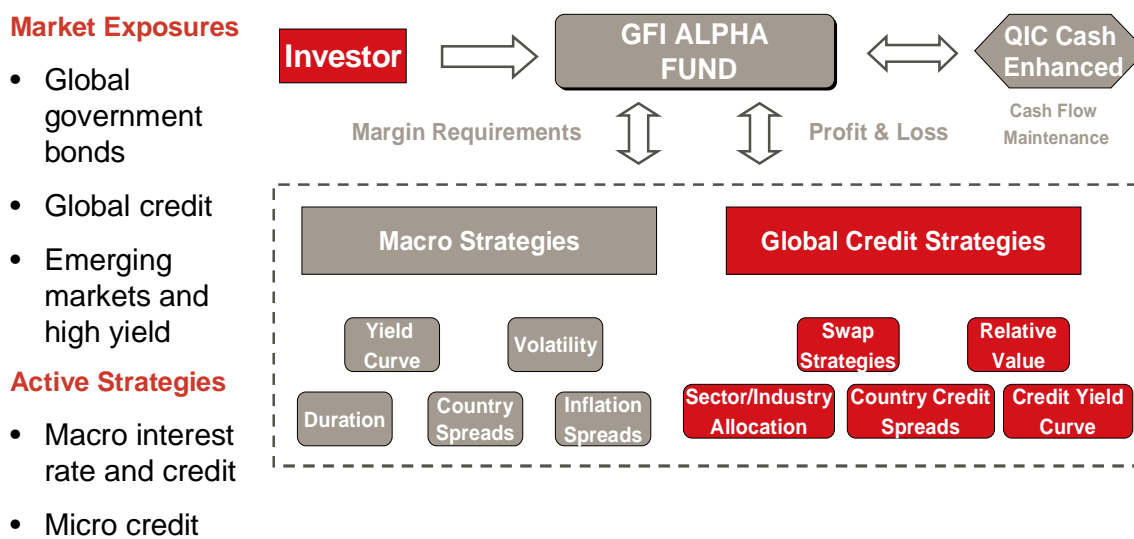 Market Exposures
• Global
government
bonds
• Global credit
• Emerging
markets and
high yield
Active Strategies
• Macro interest
rate and credit
• Micro credit
Investor
GFI ALPHA
FUND
QIC Cash
Enhanced
Cash Flow
Maintenance
Margin Requirements
Profit & Loss
Macro Strategies
Global Credit Strategies
Yield
Curve
Volatility
Swap
Strategies
Relative
Value
Duration
Country
Spreads
Inflation
Spreads
Sector/Industry
Allocation
Country Credit
Spreads
Credit Yield
Curve